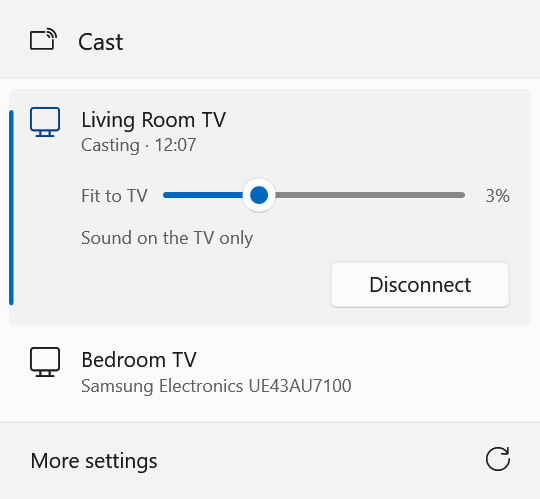 Cast
Living Room TV
Casting · 12:07
Fit to TV 3%
Sound on the TV only
Disconnect
Bedroom TV
Samsung Electronics UE43AU7100
More settings